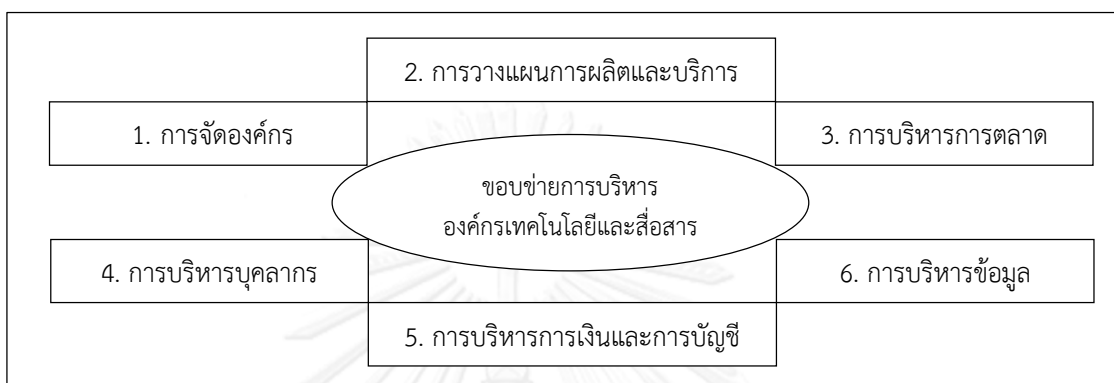 2. การวางแผนการผลิตและบริการ
1. การจัดองค์กร
3. การบริหารการตลาด
ขอบข่ายการบริหาร
องค์กรเทคโนโลยีและสื่อสาร
4. การบริหารบุคลากร
6. การบริหารข้อมูล
5. การบริหารการเงินและการบัญชี